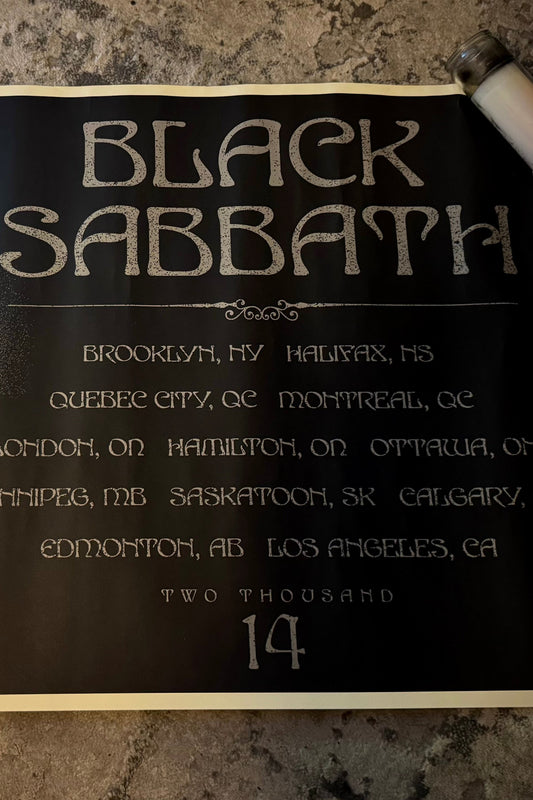 BLACK
SABBATH
BROOKLYN, NY HALIFAX, NS
QUEBEC CITY, QC MONTREAL, QC
LONDON, ON HAMILTON, ON OTTAWA, ON
NNIPEG, MB SASKATOON, SK CALGARY,
EDMONTON, AB LOS ANGELES, CA
TWO THOUSAND
14